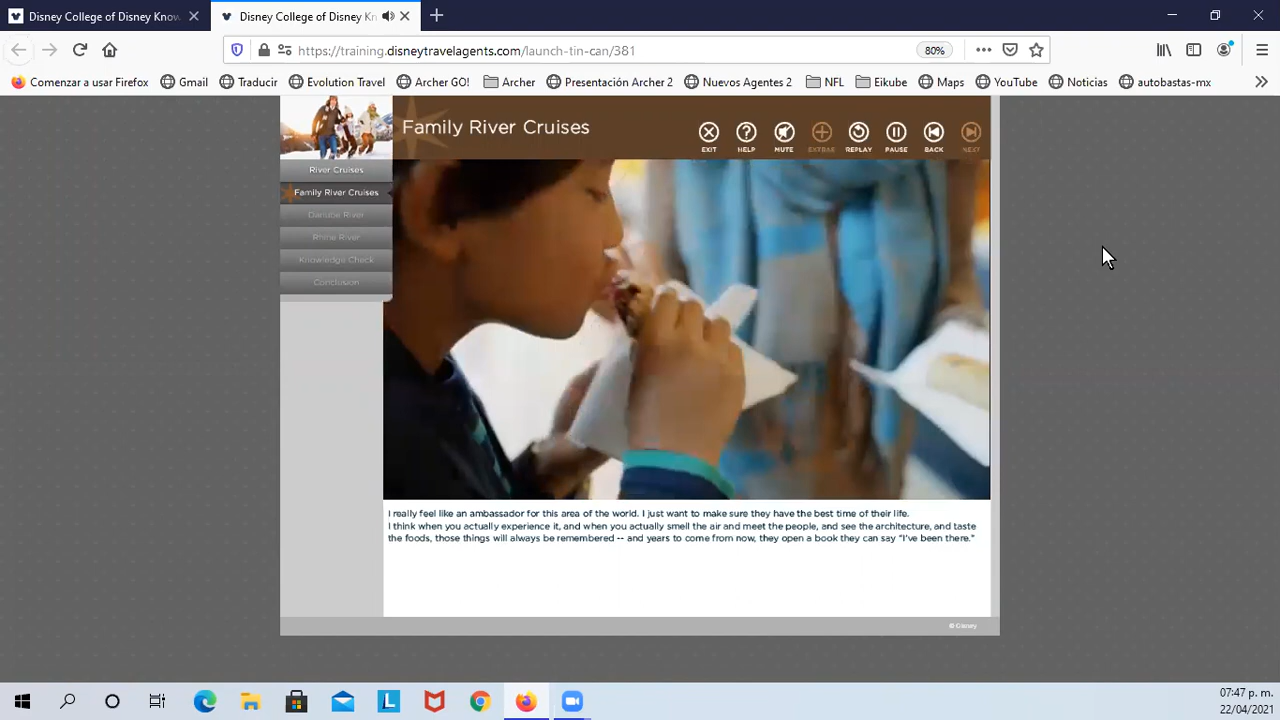 Disney College of Disney Know
Disney College of Disney Kn
https://training.disneytravelagents.com/launch-tin-can/381
80%
Comenzar a usar Firefox
Gmail
Traducir
Evolution Travel
Archer GO!
Archer
Presentación Archer 2
Nuevos Agentes 2
NFL
Eikube
Maps
YouTube
Noticias
autobastas-mx
Family River Cruises
EXIT
HELP
MUTE
EXTRAS
REPLAY
PAUSE
BACK
NEXT
River Cruises
Family River Cruises
Danube River
Rhine River
Knowledge Check
Conclusion
I really feel like an ambassador for this area of the world. I just want to make sure they have the best time of their life.
I think when you actually experience it, and when you actually smell the air and meet the people, and see the architecture, and taste
the foods, those things will always be remembered -- and years to come from now, they open a book they can say "I've been there."
© Disney
07:47 p. m.
22/04/2021